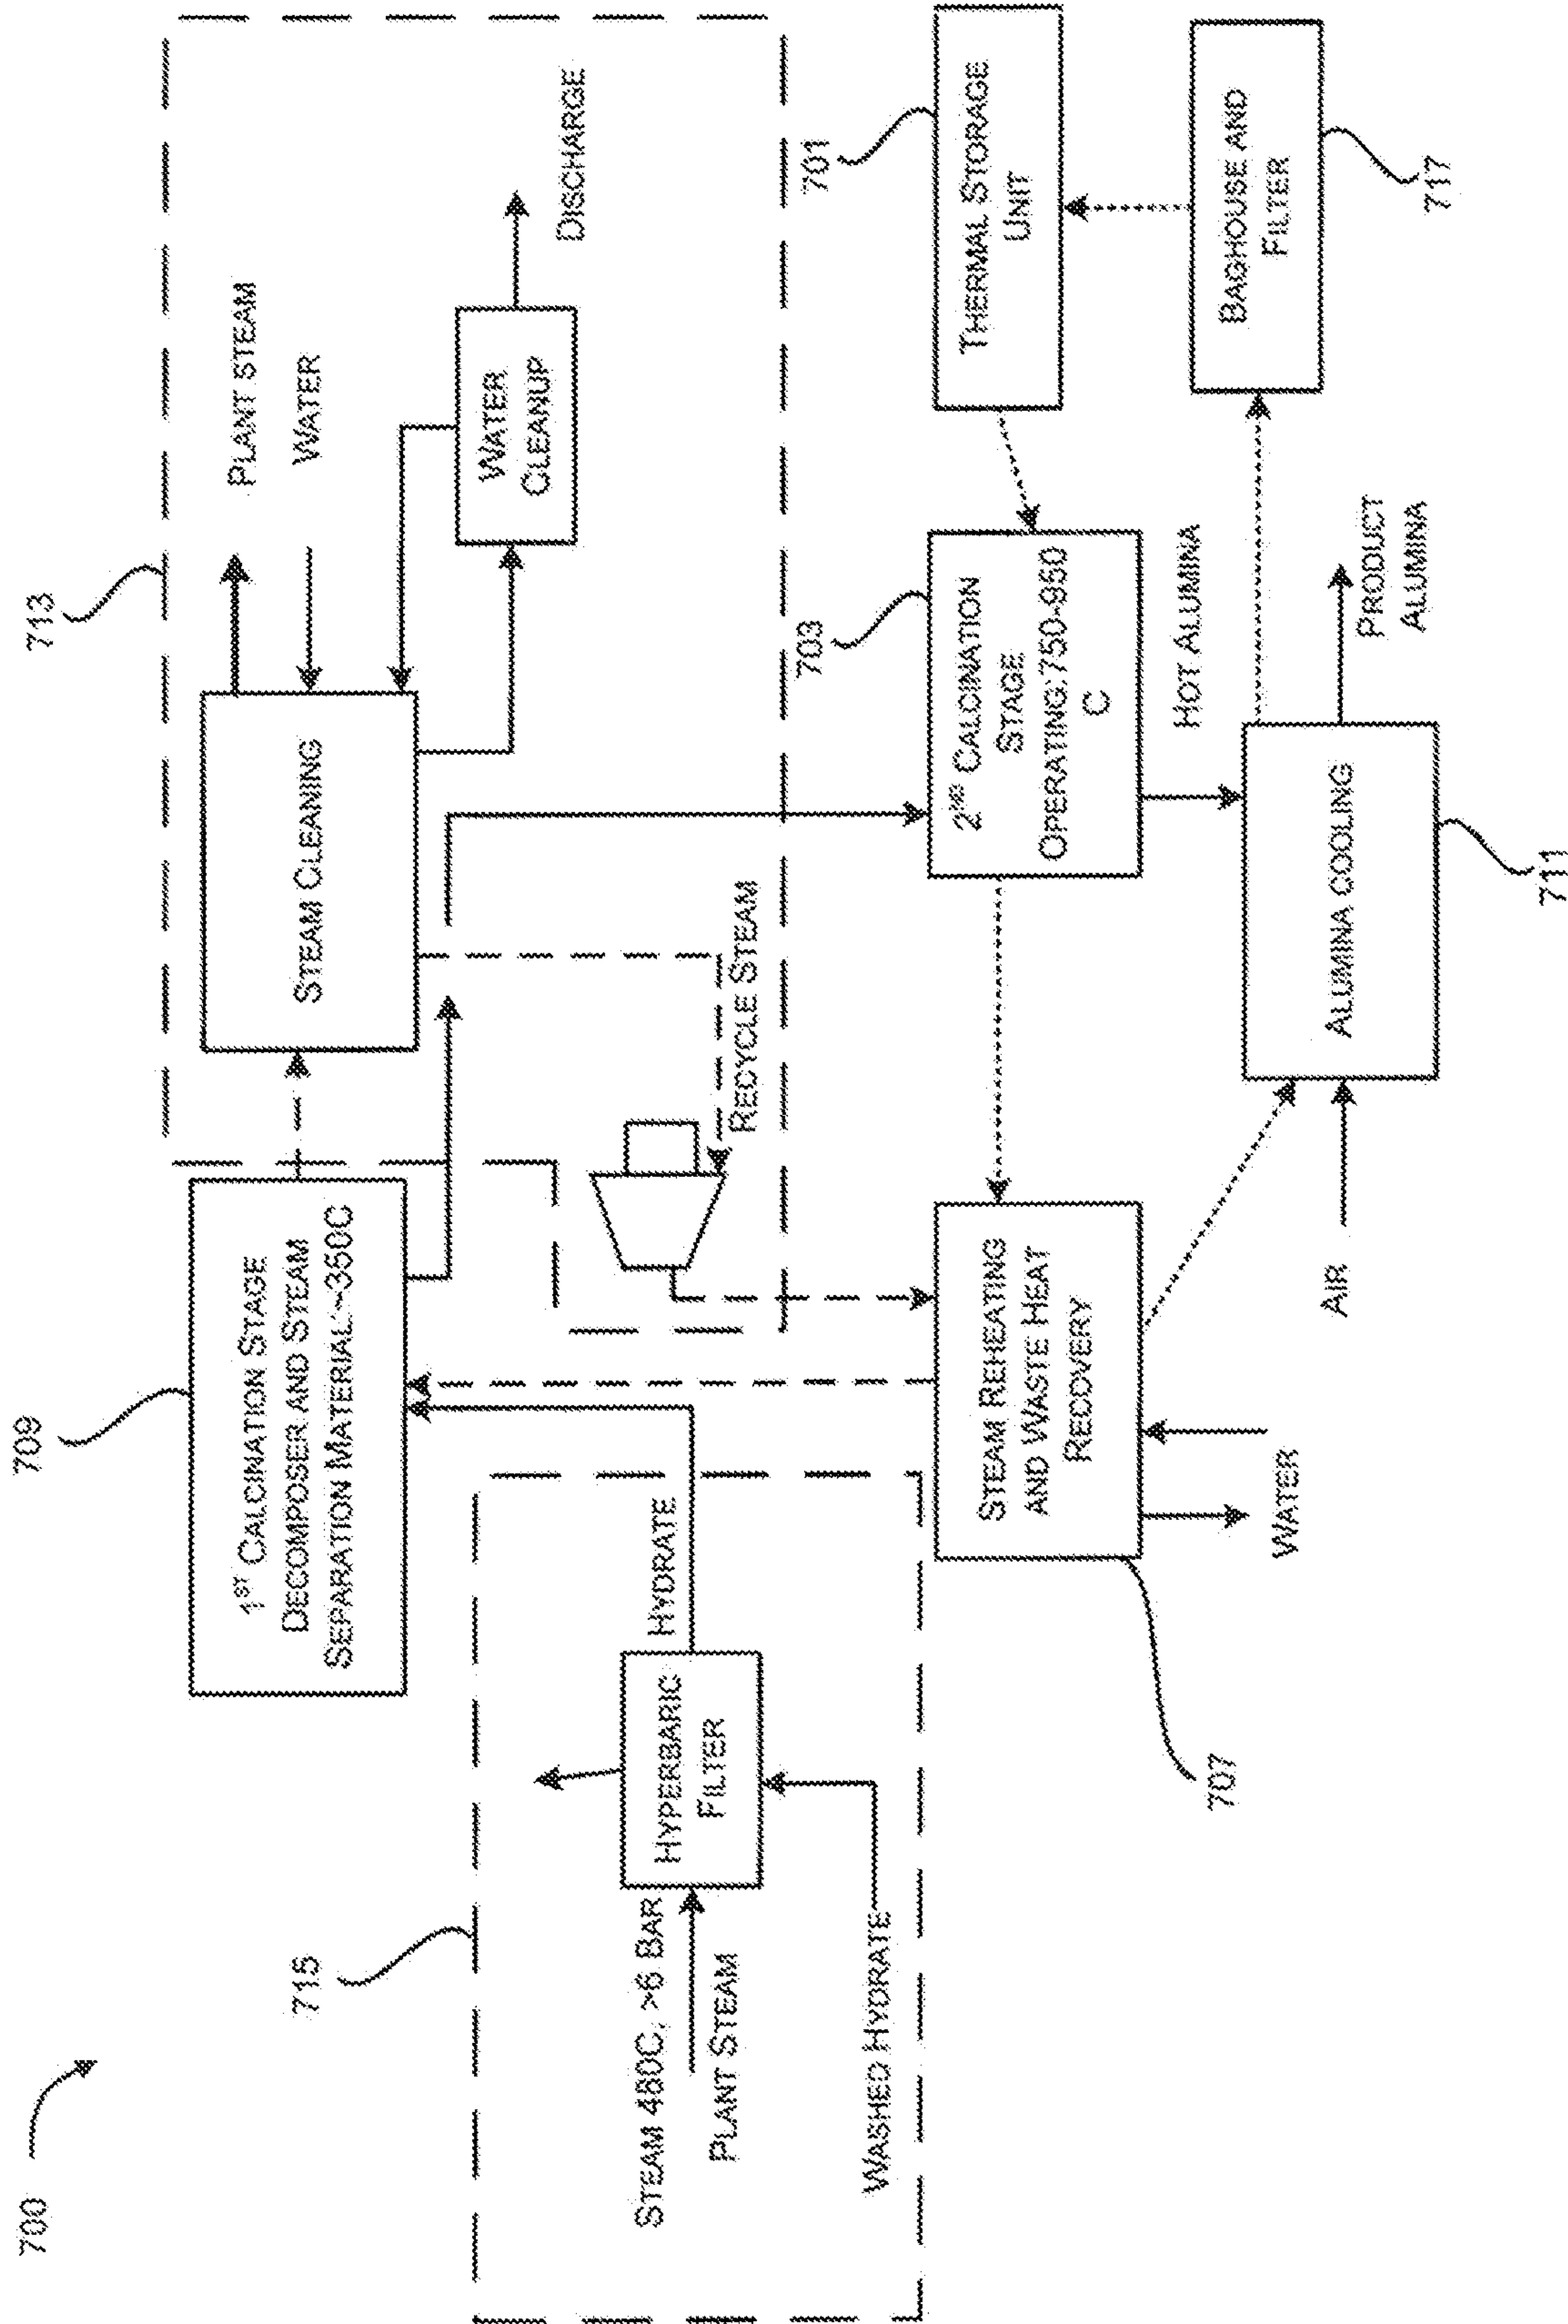 700
709
1ST CALCINATION STAGE
DECOMPOSER AND STEAM
SEPARATION MATERIAL:~350C
713
STEAM CLEANING
PLANT STEAM
WATER
WATER
CLEANUP
DISCHARGE
RECYCLE STEAM
715
STEAM 480C, >6 BAR
PLANT STEAM
WASHED HYDRATE
HYPERBARIC
FILTER
HYDRATE
STEAM REHEATING
AND WASTE HEAT
RECOVERY
707
WATER
703
2ND CALCINATION
STAGE
OPERATING:750-950
C
HOT ALUMINA
701
THERMAL STORAGE
UNIT
AIR
ALUMINA COOLING
711
PRODUCT
ALUMINA
BAGHOUSE AND
FILTER
717